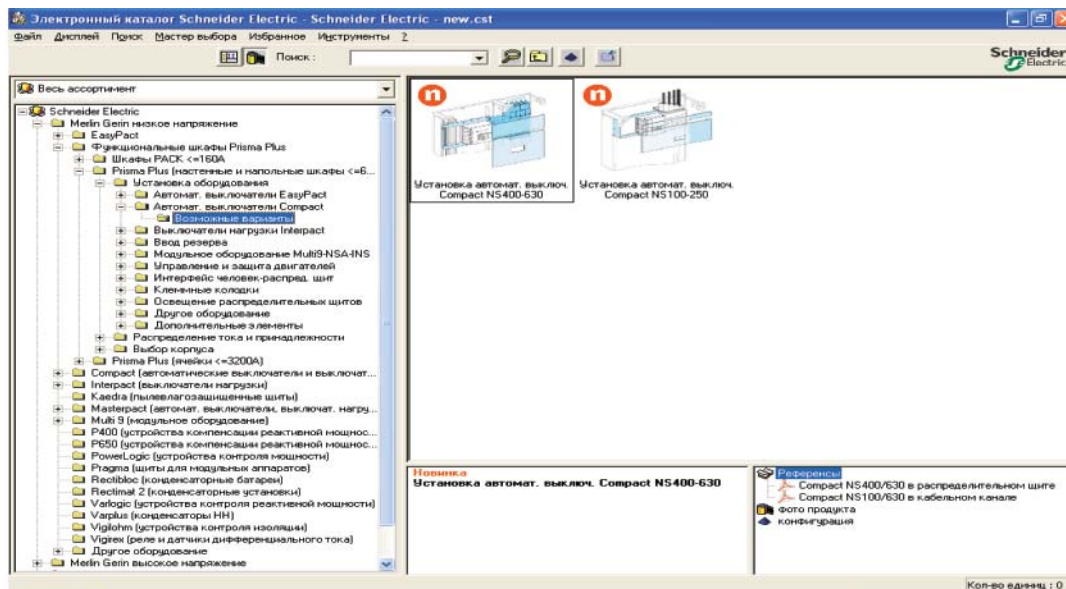 Электронный каталог Schneider Electric - Schneider Electric - new.cst
Файл Дисплей Поиск Мастер выбора Избранное Инструменты ?
Поиск :
Schneider
Electric
Весь ассортимент
Schneider Electric
Merlin Gerin низкое напряжение
EasyPact
Функциональные шкафы Prisma Plus
Шкафы PACK <=160A
Prisma Plus (настенные и напольные шкафы <=6...
Установка оборудования
Автомат. выключатели EasyPact
Автомат. выключатели Compact
Возможные варианты
Выключатели нагрузки Interpact
Ввод резерва
Модульное оборудование Multi9-NSA-INS
Управление и защита двигателей
Интерфейс человек-распред. щит
Клеммные колодки
Освещение распределительных щитов
Другое оборудование
Дополнительные элементы
Распределение тока и принадлежности
Выбор корпуса
Prisma Plus (ячейки <=3200A)
Compact (автоматические выключатели и выключат...
Interpact (выключатели нагрузки)
Kaedra (пылевлагозащищенные щиты)
Masterpact (автомат. выключатели, выключат. нагру...
Multi 9 (модульное оборудование)
P400 (устройства компенсации реактивной мощнос...
P650 (устройства компенсации реактивной мощнос...
PowerLogic (устройства контроля мощности)
Pragma (щиты для модульных аппаратов)
Rectibloc (конденсаторные батареи)
Rectimat 2 (конденсаторные установки)
Varlogic (устройства контроля реактивной мощности)
Varplus (конденсаторы НН)
Vigilohm (устройства контроля изоляции)
Vigirex (реле и датчики дифференциального тока)
Другое оборудование
Merlin Gerin высокое напряжение
n
Установка автомат. выключ.
Compact NS400-630
n
Установка автомат. выключ.
Compact NS100-250
Новинка
Установка автомат. выключ. Compact NS400-630
Референсы
Compact NS400/630 в распределительном щите
Compact NS100/630 в кабельном канале
фото продукта
конфигурация
Кол-во единиц : 0